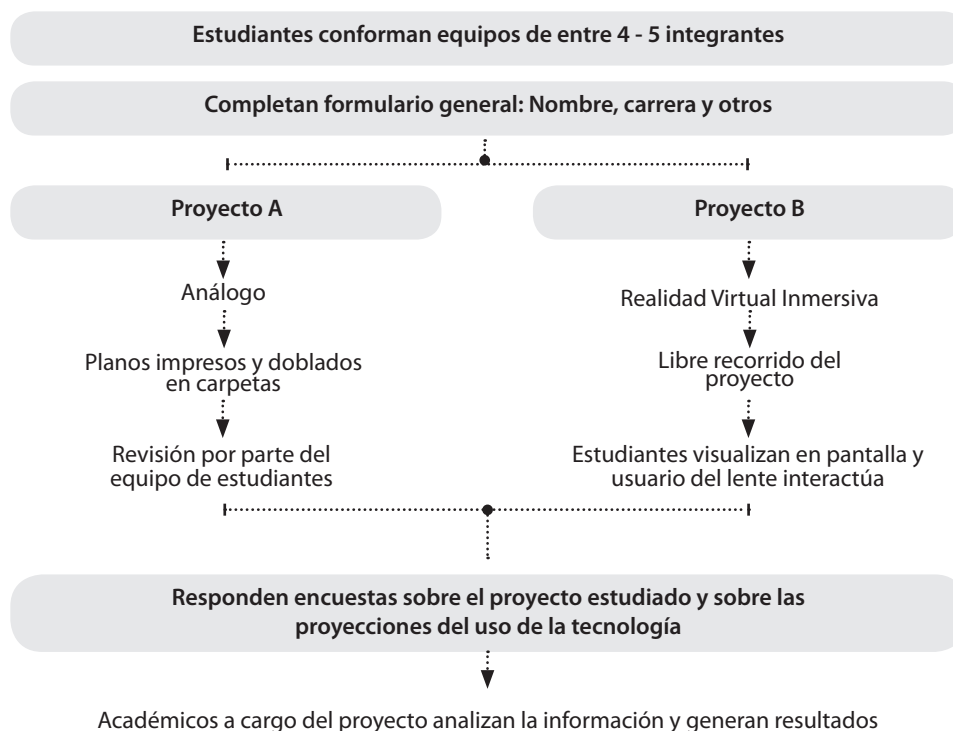 Estudiantes conforman equipos de entre 4 - 5 integrantes
Completan formulario general: Nombre, carrera y otros
Proyecto A
Análogo
Planos impresos y doblados
en carpetas
Revisión por parte del
equipo de estudiantes
Proyecto B
Realidad Virtual Inmersiva
Libre recorrido del
proyecto
Estudiantes visualizan en pantalla y
usuario del lente interactúa
Responden encuestas sobre el proyecto estudiado y sobre las
proyecciones del uso de la tecnología
Académicos a cargo del proyecto analizan la información y generan resultados